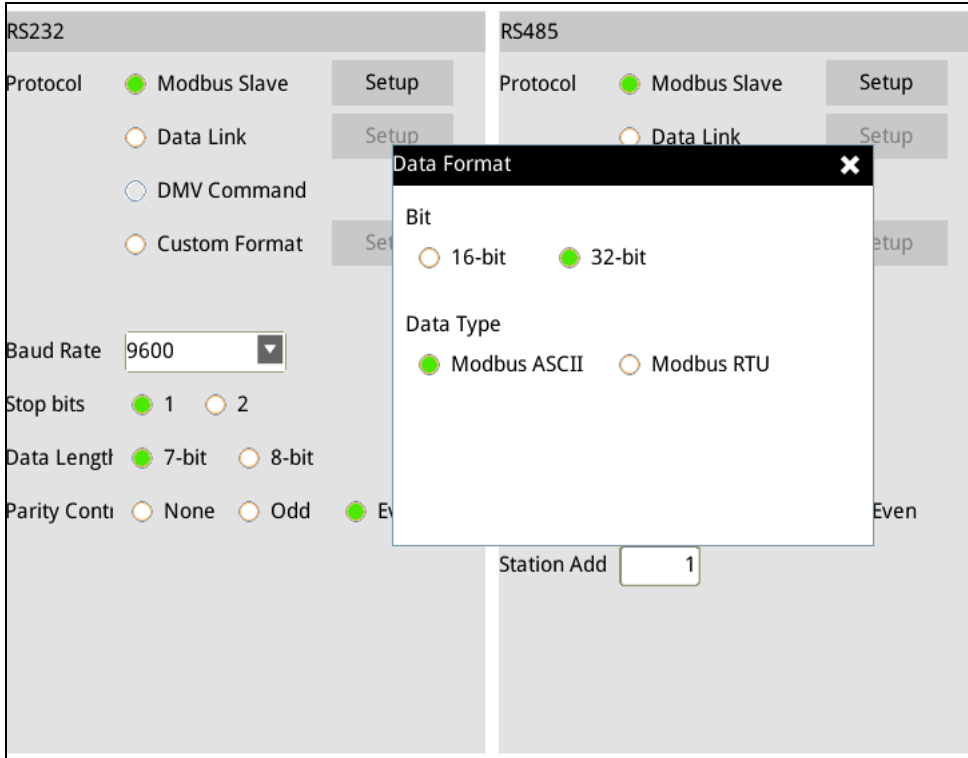 RS232
Protocol Modbus Slave Setup
Data Link Setup
DMV Command
Custom Format
Baud Rate 9600
Stop bits 1 2
Data Length 7-bit 8-bit
Parity Contr None Odd
RS485
Protocol Modbus Slave Setup
Data Link Setup
Even
Station Add 1
Data Format
Bit
16-bit 32-bit
Data Type
Modbus ASCII Modbus RTU